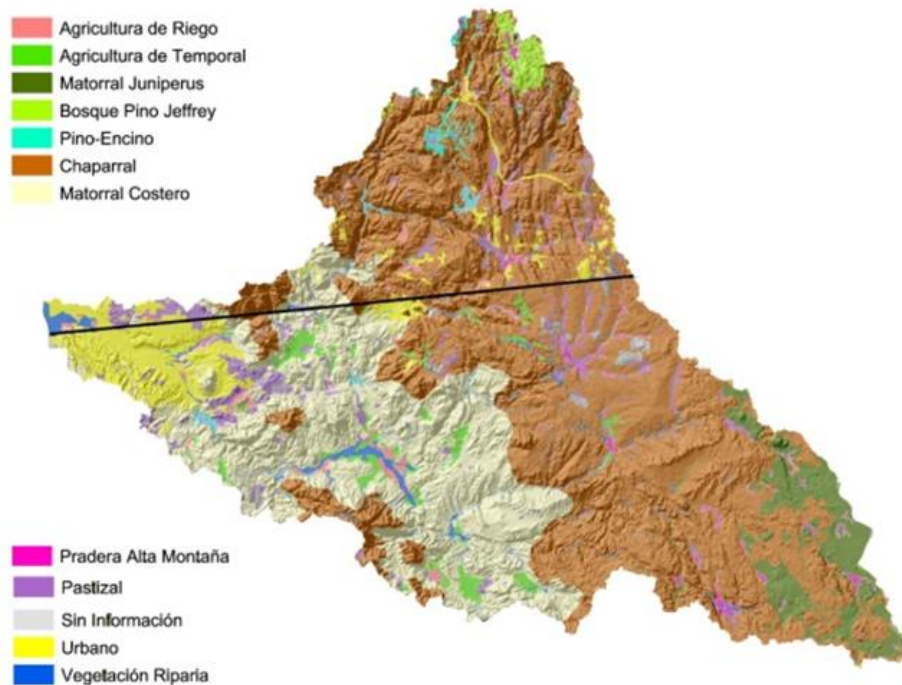 Agricultura de Riego
Agricultura de Temporal
Matorral Juniperus
Bosque Pino Jeffrey
Pino-Encino
Chaparral
Matorral Costero
Pradera Alta Montaña
Pastizal
Sin Información
Urbano
Vegetación Riparia